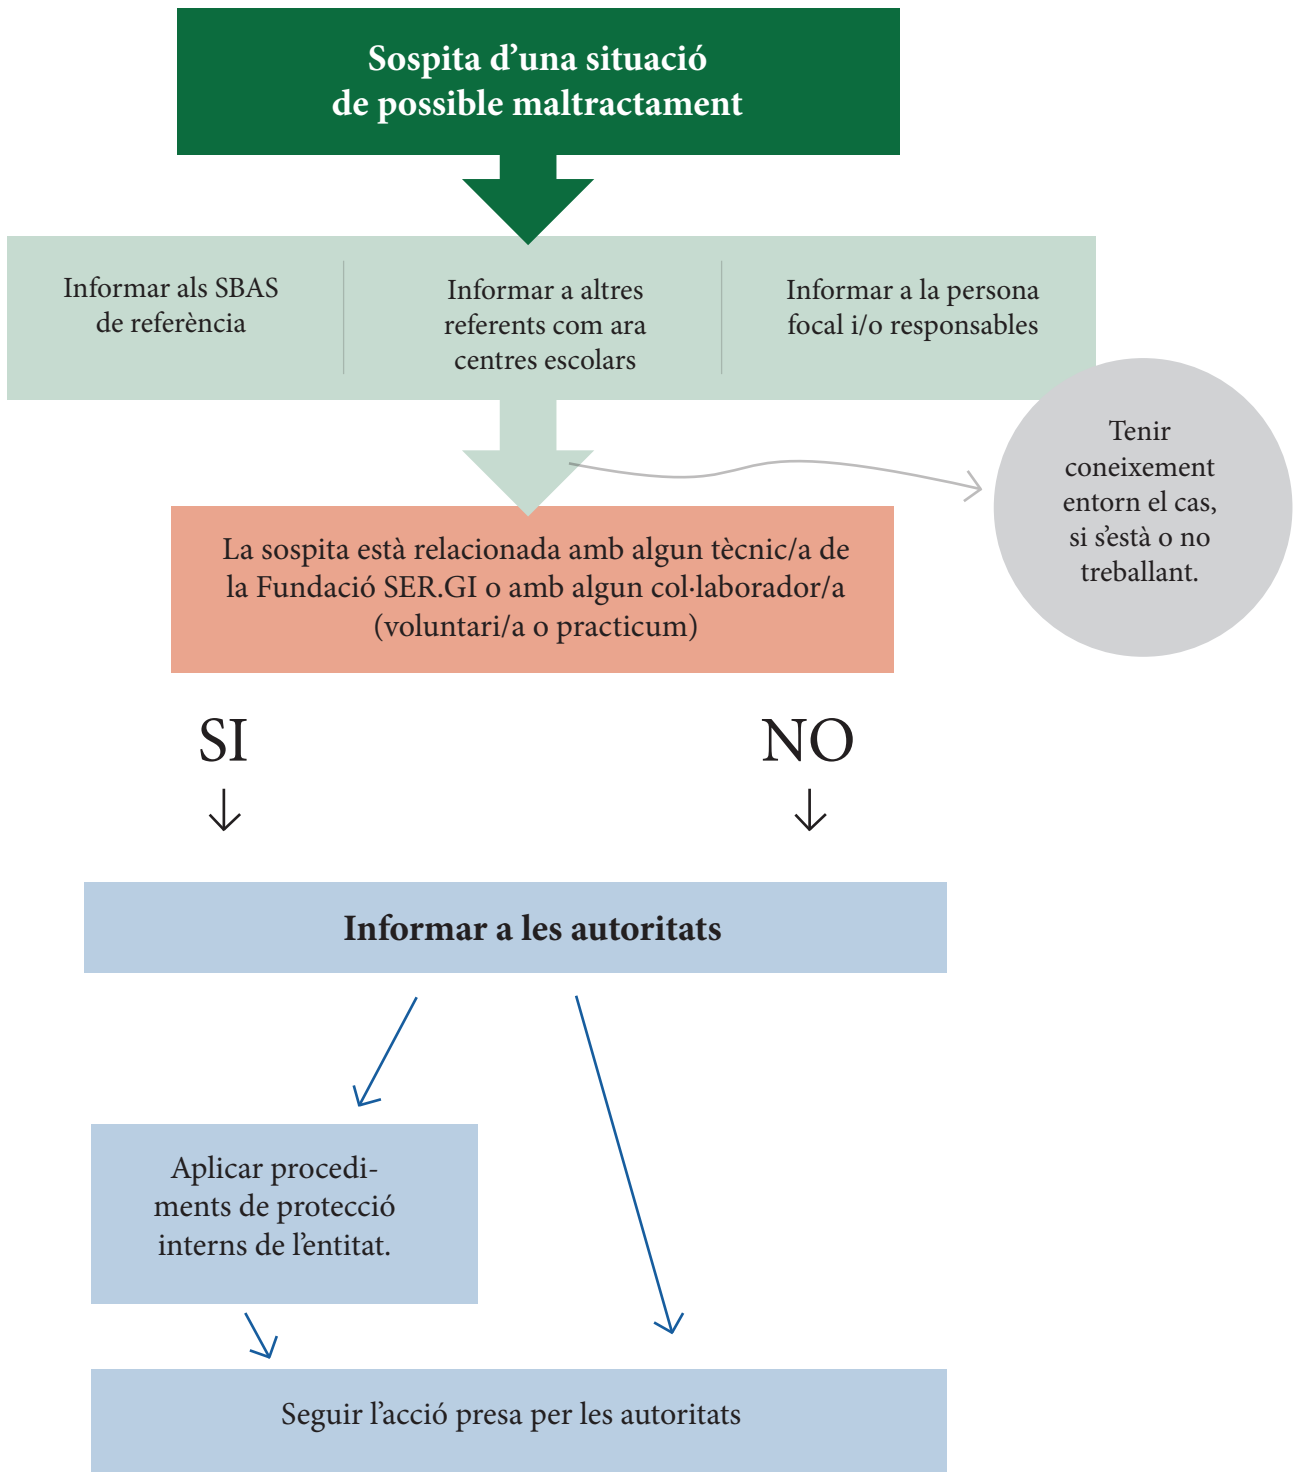 Sospita d’una situació
de possible maltractament
Informar als SBAS
de referència
Informar a altres
referents com ara
centres escolars
Informar a la persona
focal i/o responsables
Tenir
coneixement
entorn el cas,
si s’està o no
treballant.
La sospita està relacionada amb algun tècnic/a de
la Fundació SER.GI o amb algun col·laborador/a
(voluntari/a o practicum)
SI
NO
Informar a les autoritats
Aplicar procedi-
ments de protecció
interns de l’entitat.
Seguir l’acció presa per les autoritats